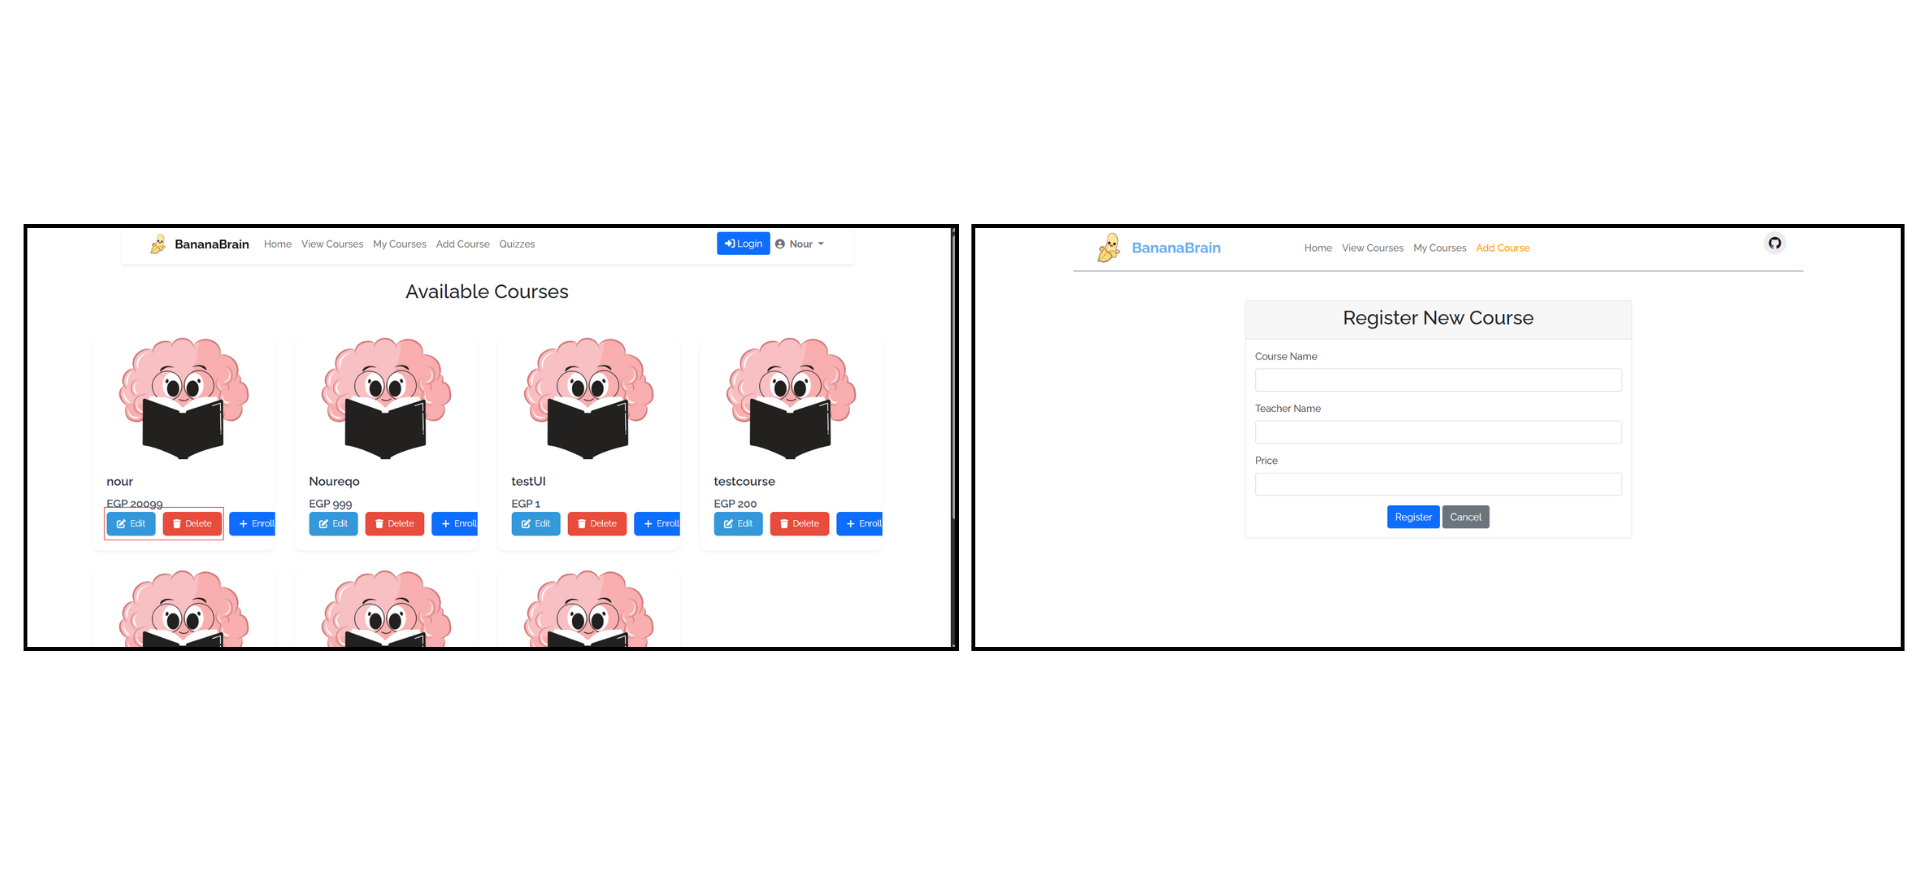 BananaBrain Home View Courses My Courses Add Course Quizzes Login Nour
Available Courses
nour
EGP 20099
Edit Delete + Enroll
Noureqo
EGP 999
Edit Delete + Enroll
testUI
EGP 1
Edit Delete + Enroll
testcourse
EGP 200
Edit Delete + Enroll
BananaBrain Home View Courses My Courses Add Course
Register New Course
Course Name
Teacher Name
Price
Register Cancel